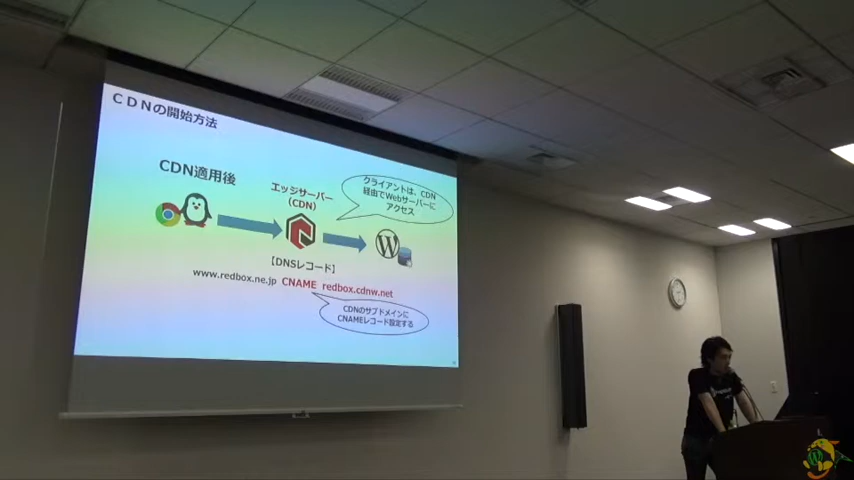 CDNの開始方法
CDN適用後
エッジサーバー
(CDN)
クライアントは、CDN
経由でWebサーバーに
アクセス
[DNSレコード]
www.redbox.ne.jp CNAME redbox.cdnw.net
CDNのサブドメインに
CNAMEレコード設定する